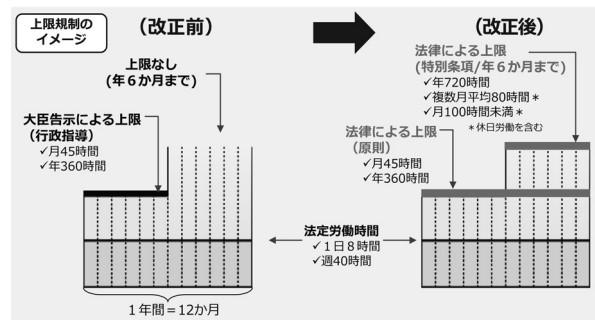 上限規制の
イメージ
(改正前)
(改正後)
上限なし
(年6か月まで)
大臣告示による上限
(行政指導)
✓月45時間
✓年360時間
法律による上限
(特別条項/年6か月まで)
✓年720時間
✓複数月平均80時間*
✓月100時間未満*
*休日労働を含む
法律による上限
(原則)
✓月45時間
✓年360時間
法定労働時間
✓1日8時間
✓週40時間
1年間=12か月